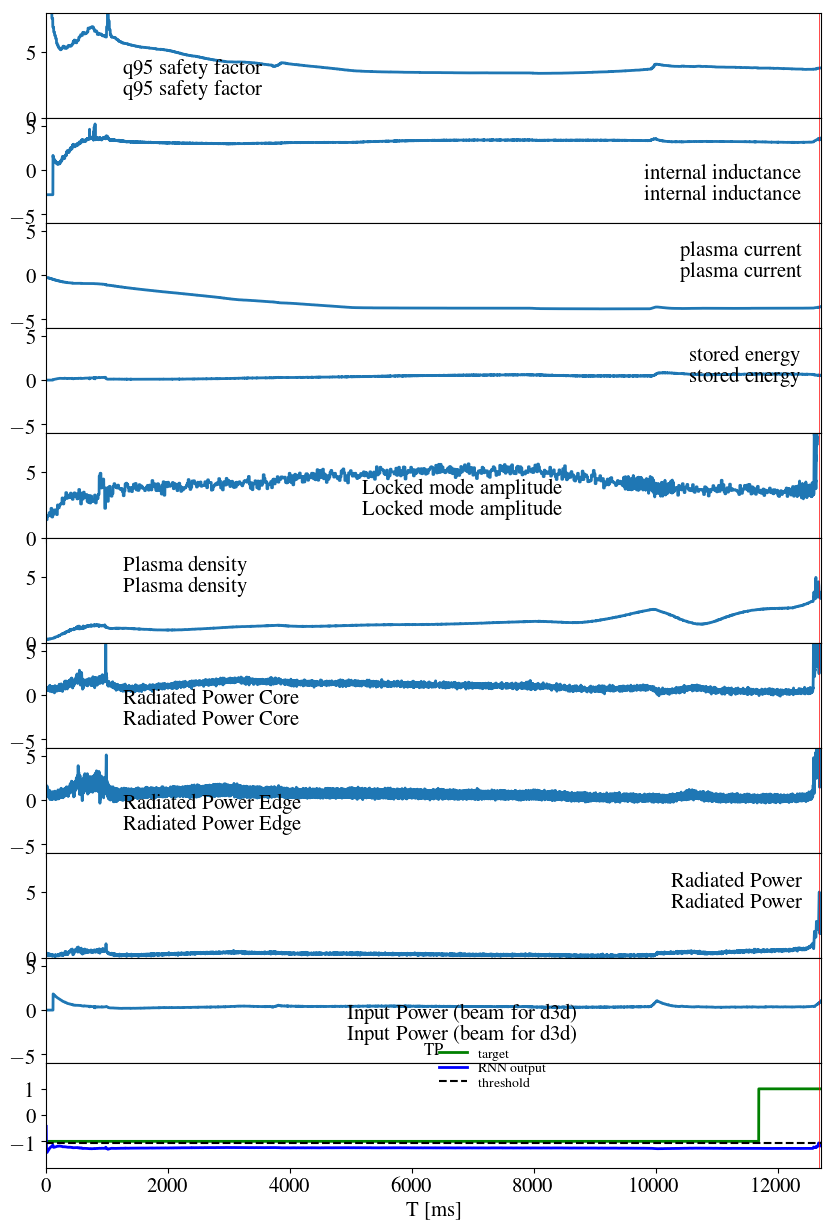 5
q95 safety factor
q95 safety factor
0
5
0
internal inductance
internal inductance
−5
5
plasma current
0
plasma current
−5
5
stored energy
0
stored energy
−5
5
Locked mode amplitude
Locked mode amplitude
0
Plasma density
5
Plasma density
0
5
0
Radiated Power Core
Radiated Power Core
−5
5
0
Radiated Power Edge
Radiated Power Edge
−5
Radiated Power
5
Radiated Power
0
5
0
Input Power (beam for d3d)
Input Power (beam for d3d)
−5
TP
target
RNN output
threshold
1
0
−1
0 2000 4000 6000 8000 10000 12000
T [ms]